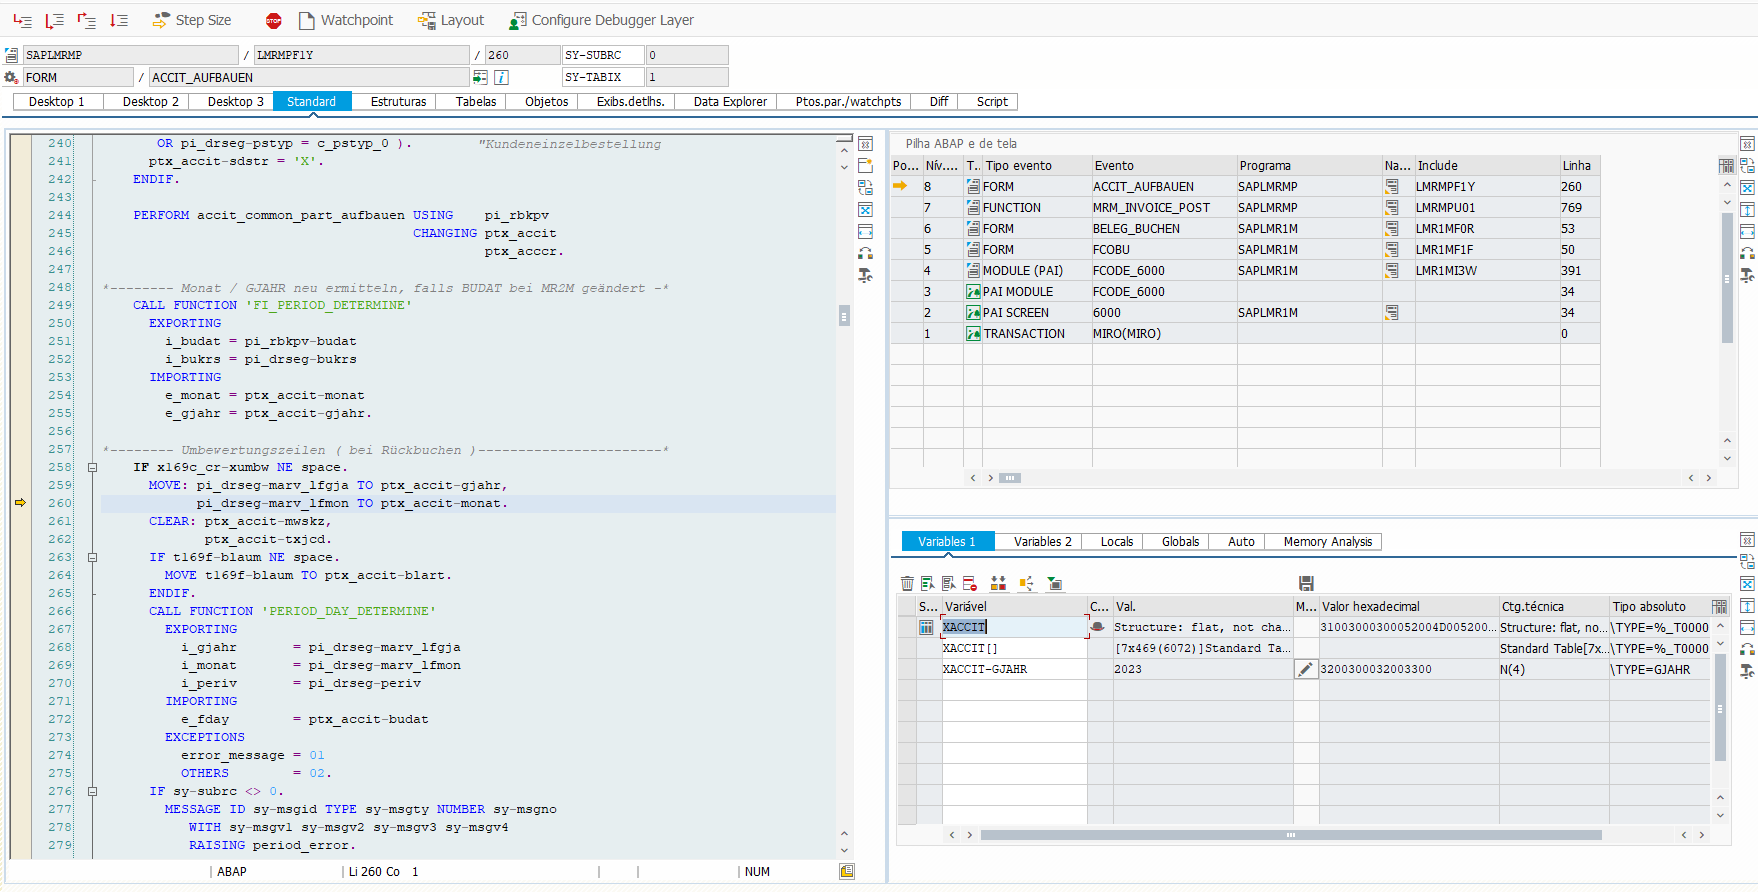 Step Size STOP Watchpoint Layout Configure Debugger Layer
SAPLMRMP / LMRMPF1Y / 260 SY-SUBRC 0
FORM / ACCIT_AUFBAUEN SY-TABIX 1
Desktop 1 Desktop 2 Desktop 3 Standard Estruturas Tabelas Objetos Exibs.detlhs. Data Explorer Ptos.par./watchpts Diff Script
240 OR pi_drseg-pstyp = c_pstyp_0 ). "Kundeneinzelbestellung
241 ptx_accit-sdstr = 'X'.
242 ENDIF.
243
244 PERFORM accit_common_part_aufbauen USING pi_rbkpv
245 CHANGING ptx_accit
246 ptx_acccr.
247
248 *-------- Monat / GJAHR neu ermitteln, falls BUDAT bei MR2M geändert -*
249 CALL FUNCTION 'FI_PERIOD_DETERMINE'
250 EXPORTING
251 i_budat = pi_rbkpv-budat
252 i_bukrs = pi_drseg-bukrs
253 IMPORTING
254 e_monat = ptx_accit-monat
255 e_gjahr = ptx_accit-gjahr.
256
257 *-------- Umbewertungszeilen ( bei Rückbuchen )-----------------------*
258 IF x169c_cr-xumbw NE space.
259 MOVE: pi_drseg-marv_lfgja TO ptx_accit-gjahr,
260 pi_drseg-marv_lfmon TO ptx_accit-monat.
261 CLEAR: ptx_accit-mwskz,
262 ptx_accit-txjcd.
263 IF t169f-blaum NE space.
264 MOVE t169f-blaum TO ptx_accit-blart.
265 ENDIF.
266 CALL FUNCTION 'PERIOD_DAY_DETERMINE'
267 EXPORTING
268 i_gjahr = pi_drseg-marv_lfgja
269 i_monat = pi_drseg-marv_lfmon
270 i_periv = pi_drseg-periv
271 IMPORTING
272 e_fday = ptx_accit-budat
273 EXCEPTIONS
274 error_message = 01
275 OTHERS = 02.
276 IF sy-subrc <> 0.
277 MESSAGE ID sy-msgid TYPE sy-msgty NUMBER sy-msgno
278 WITH sy-msgv1 sy-msgv2 sy-msgv3 sy-msgv4
279 RAISING period_error.
ABAP Li 260 Co 1 NUM
Pilha ABAP e de tela
Po... Nív.... T.. Tipo evento Evento Programa Na... Include Linha
8 FORM ACCIT_AUFBAUEN SAPLMRMP LMRMPF1Y 260
7 FUNCTION MRM_INVOICE_POST SAPLMRMP LMRMPU01 769
6 FORM BELEG_BUCHEN SAPLMR1M LMR1MF0R 53
5 FORM FCOBU SAPLMR1M LMR1MF1F 50
4 MODULE (PAI) FCODE_6000 SAPLMR1M LMR1MI3W 391
3 PAI MODULE FCODE_6000 34
2 PAI SCREEN 6000 SAPLMR1M 34
1 TRANSACTION MIRO(MIRO) 0
Variables 1 Variables 2 Locals Globals Auto Memory Analysis
S... Variável C... Val. M... Valor hexadecimal Ctg.técnica Tipo absoluto
XACCIT Structure: flat, not cha... 31003000300052004D005200... Structure: flat, no... \TYPE=%_T0000
XACCIT[] [7x469(6072)]Standard Ta... Standard Table[7x... \TYPE=%_T0000
XACCIT-GJAHR 2023 3200300032003300 N(4) \TYPE=GJAHR